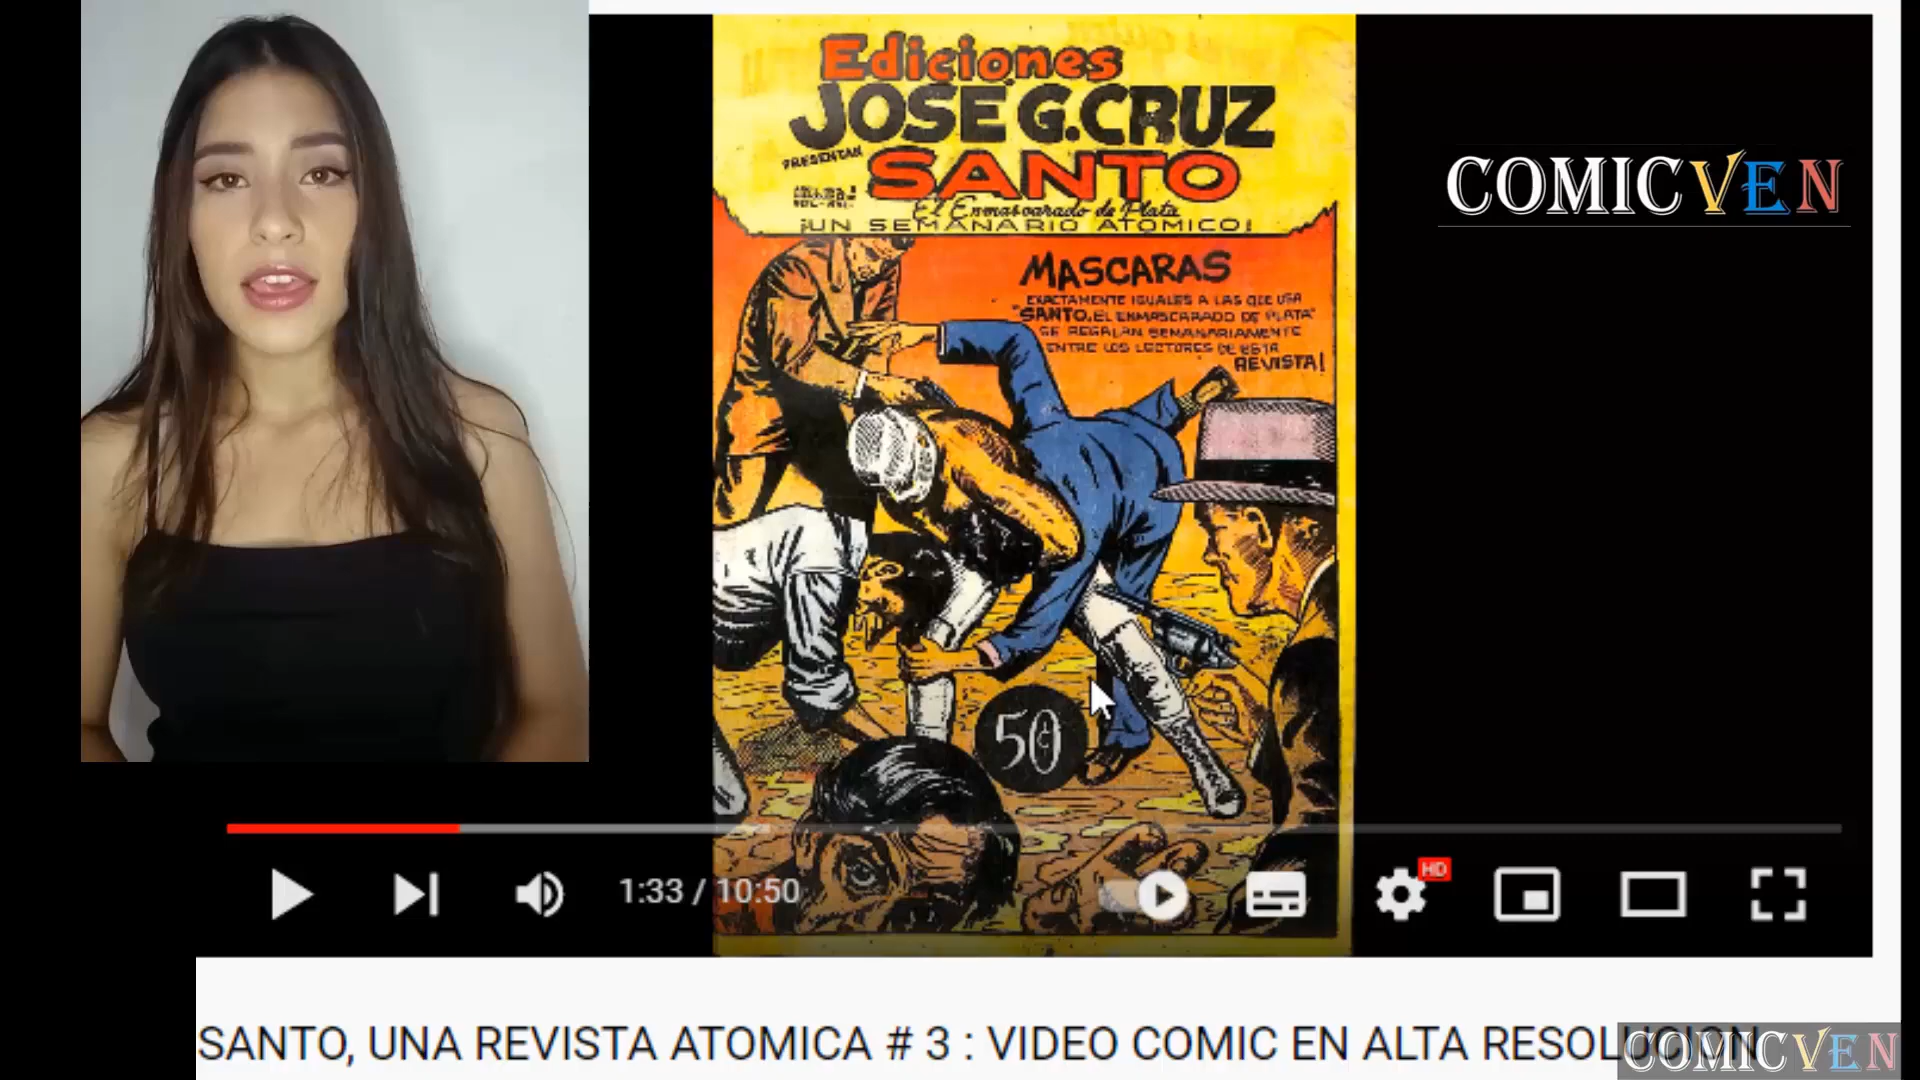 Ediciones
JOSE G. CRUZ
PRESENTAN
SANTO
El Enmascarado de Plata
¡UN SEMANARIO ATOMICO!
MASCARAS
EXACTAMENTE IGUALES A LAS QUE USA
"SANTO, EL ENMASCARADO DE PLATA"
SE REGALAN SEMANARIAMENTE
ENTRE LOS LECTORES DE ESTA
REVISTA!
50¢
COMICVEN
1:33 / 10:50
HD
SANTO, UNA REVISTA ATOMICA # 3 : VIDEO COMIC EN ALTA RESOLUCION
COMICVEN